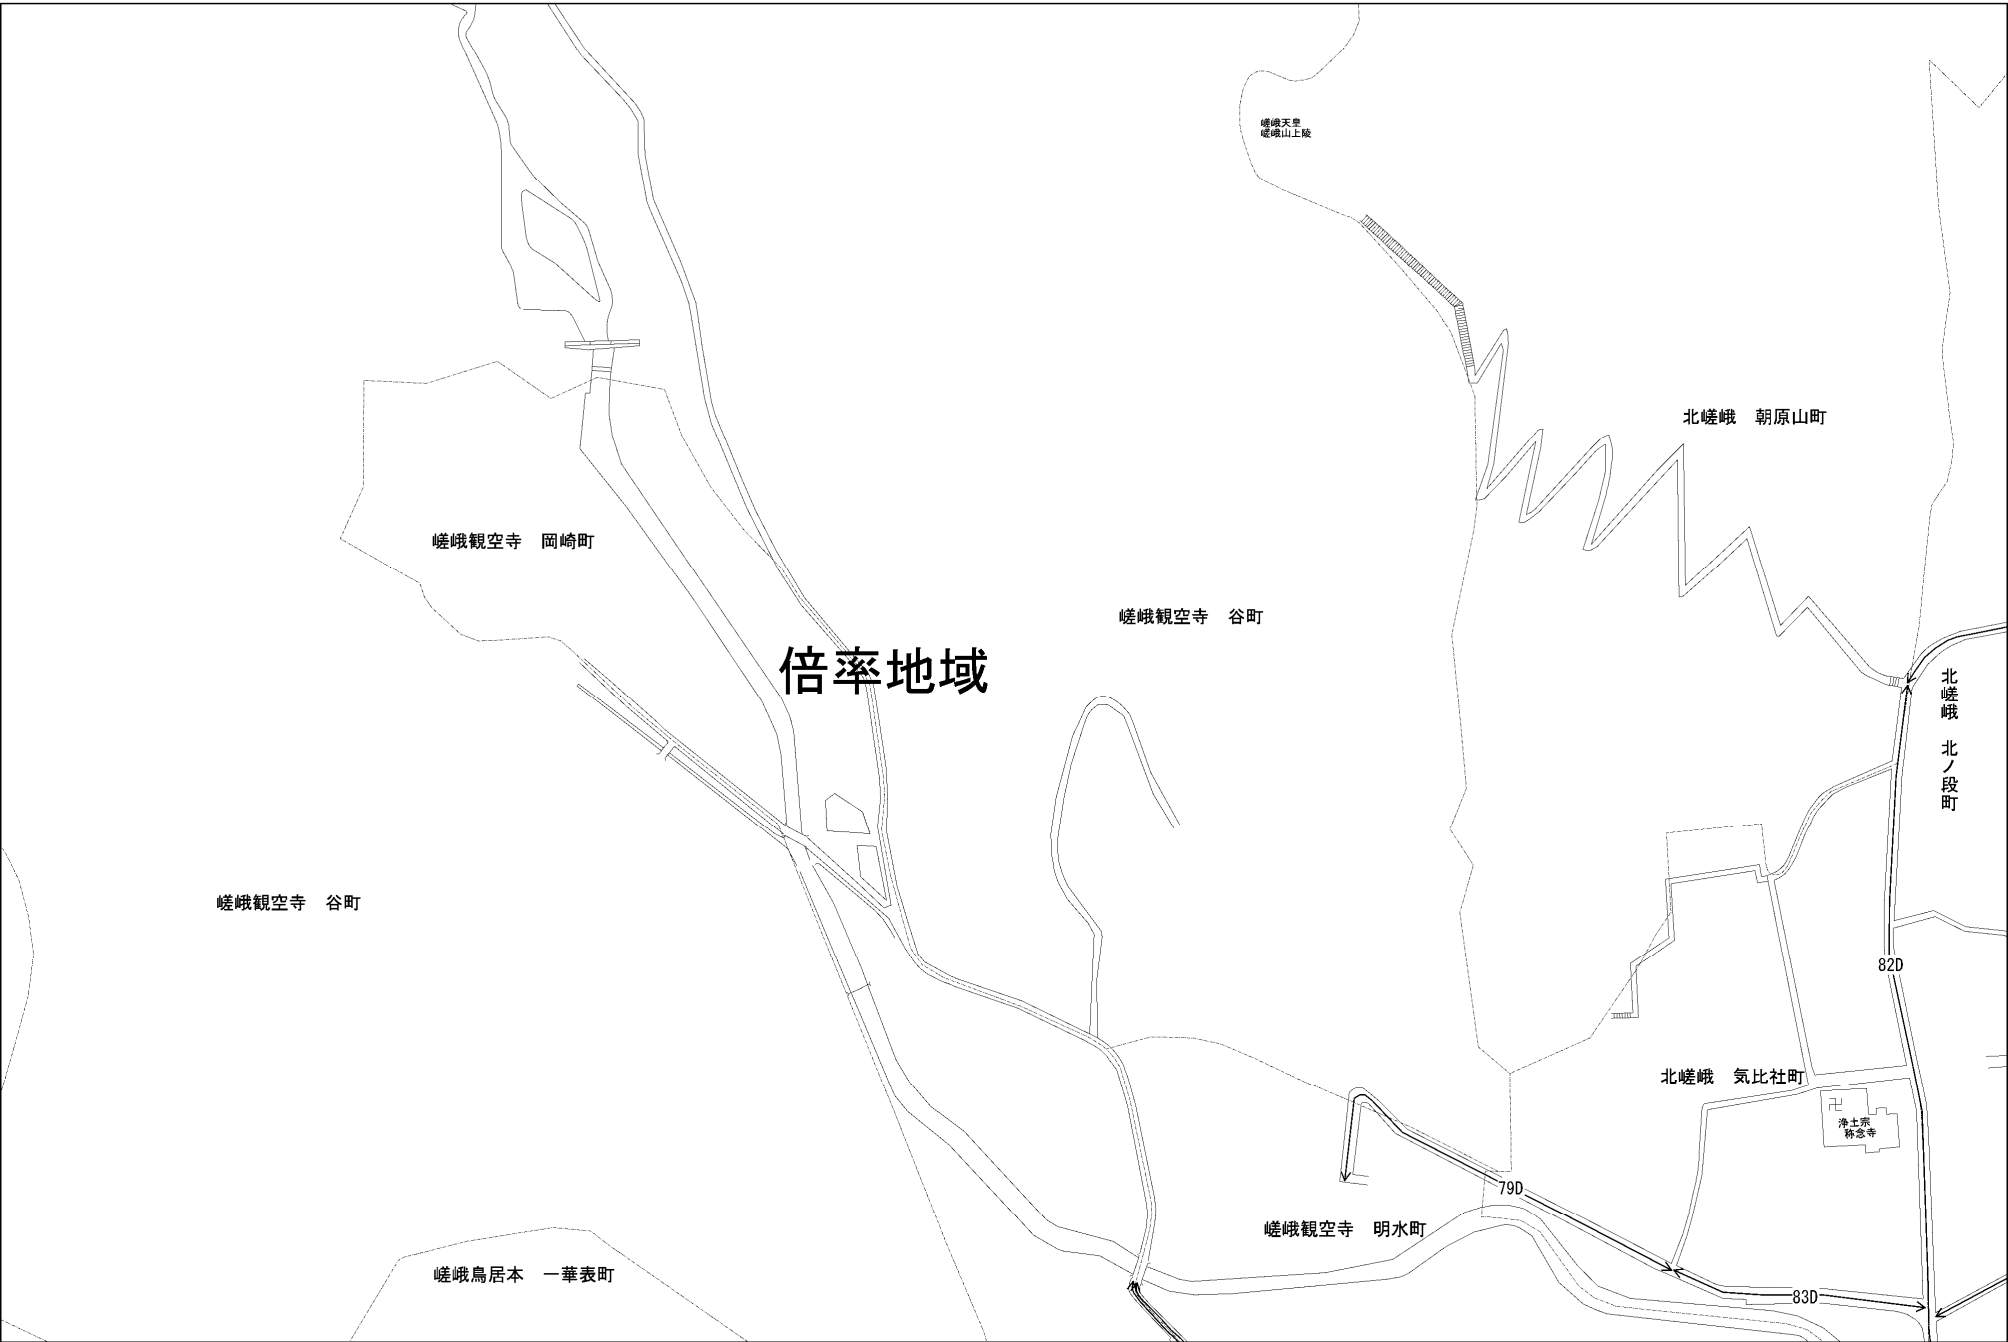 嵯峨天皇
嵯峨山上陵
北嵯峨　朝原山町
嵯峨観空寺　岡崎町
嵯峨観空寺　谷町
倍率地域
北嵯峨　北ノ段町
嵯峨観空寺　谷町
82D
北嵯峨　気比社町
浄土宗
称念寺
79D
嵯峨観空寺　明水町
嵯峨鳥居本　一華表町
83D